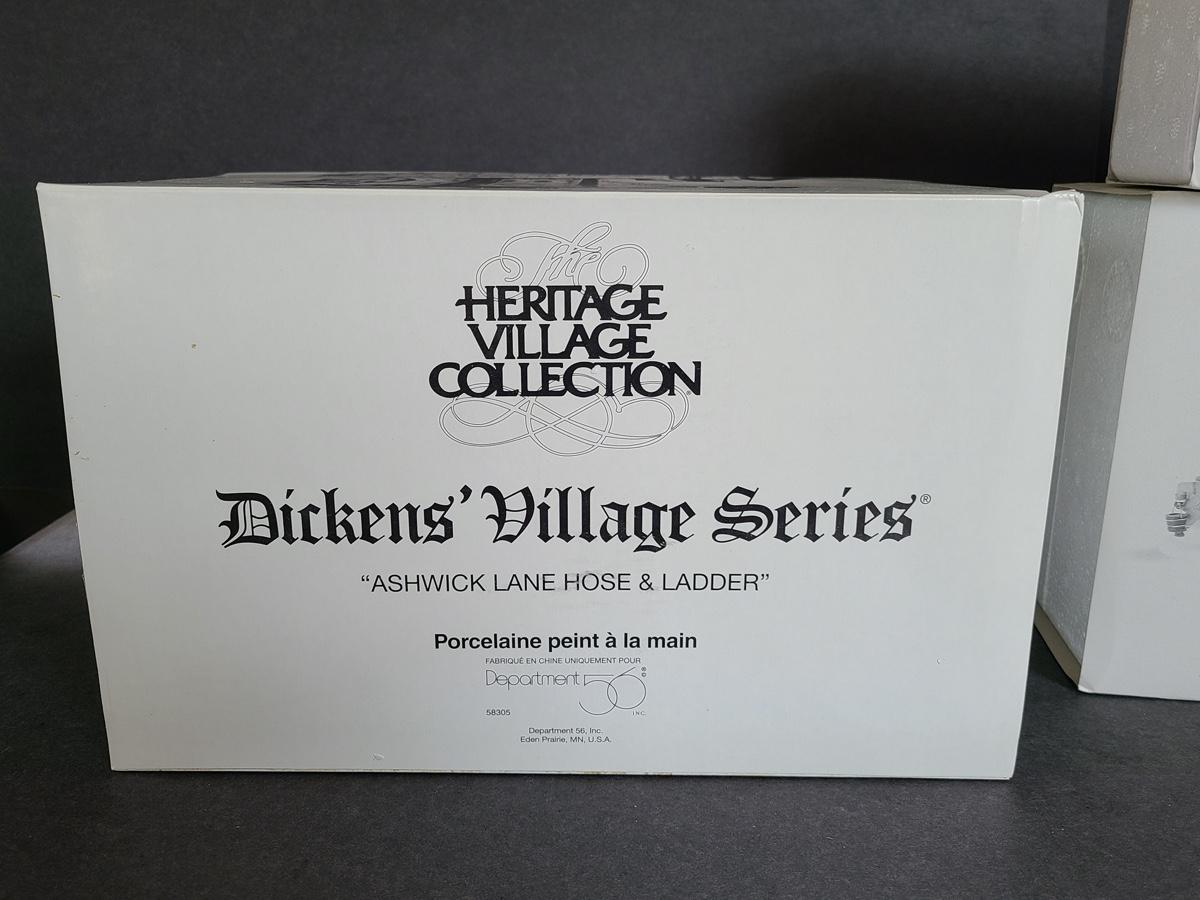 The
HERITAGE
VILLAGE
COLLECTION®
Dickens' Village Series®
“ASHWICK LANE HOSE & LADDER”
Porcelaine peint à la main
FABRIQUÉ EN CHINE UNIQUEMENT POUR
Department 56®
58305 INC.
Department 56, Inc.
Eden Prairie, MN, U.S.A.